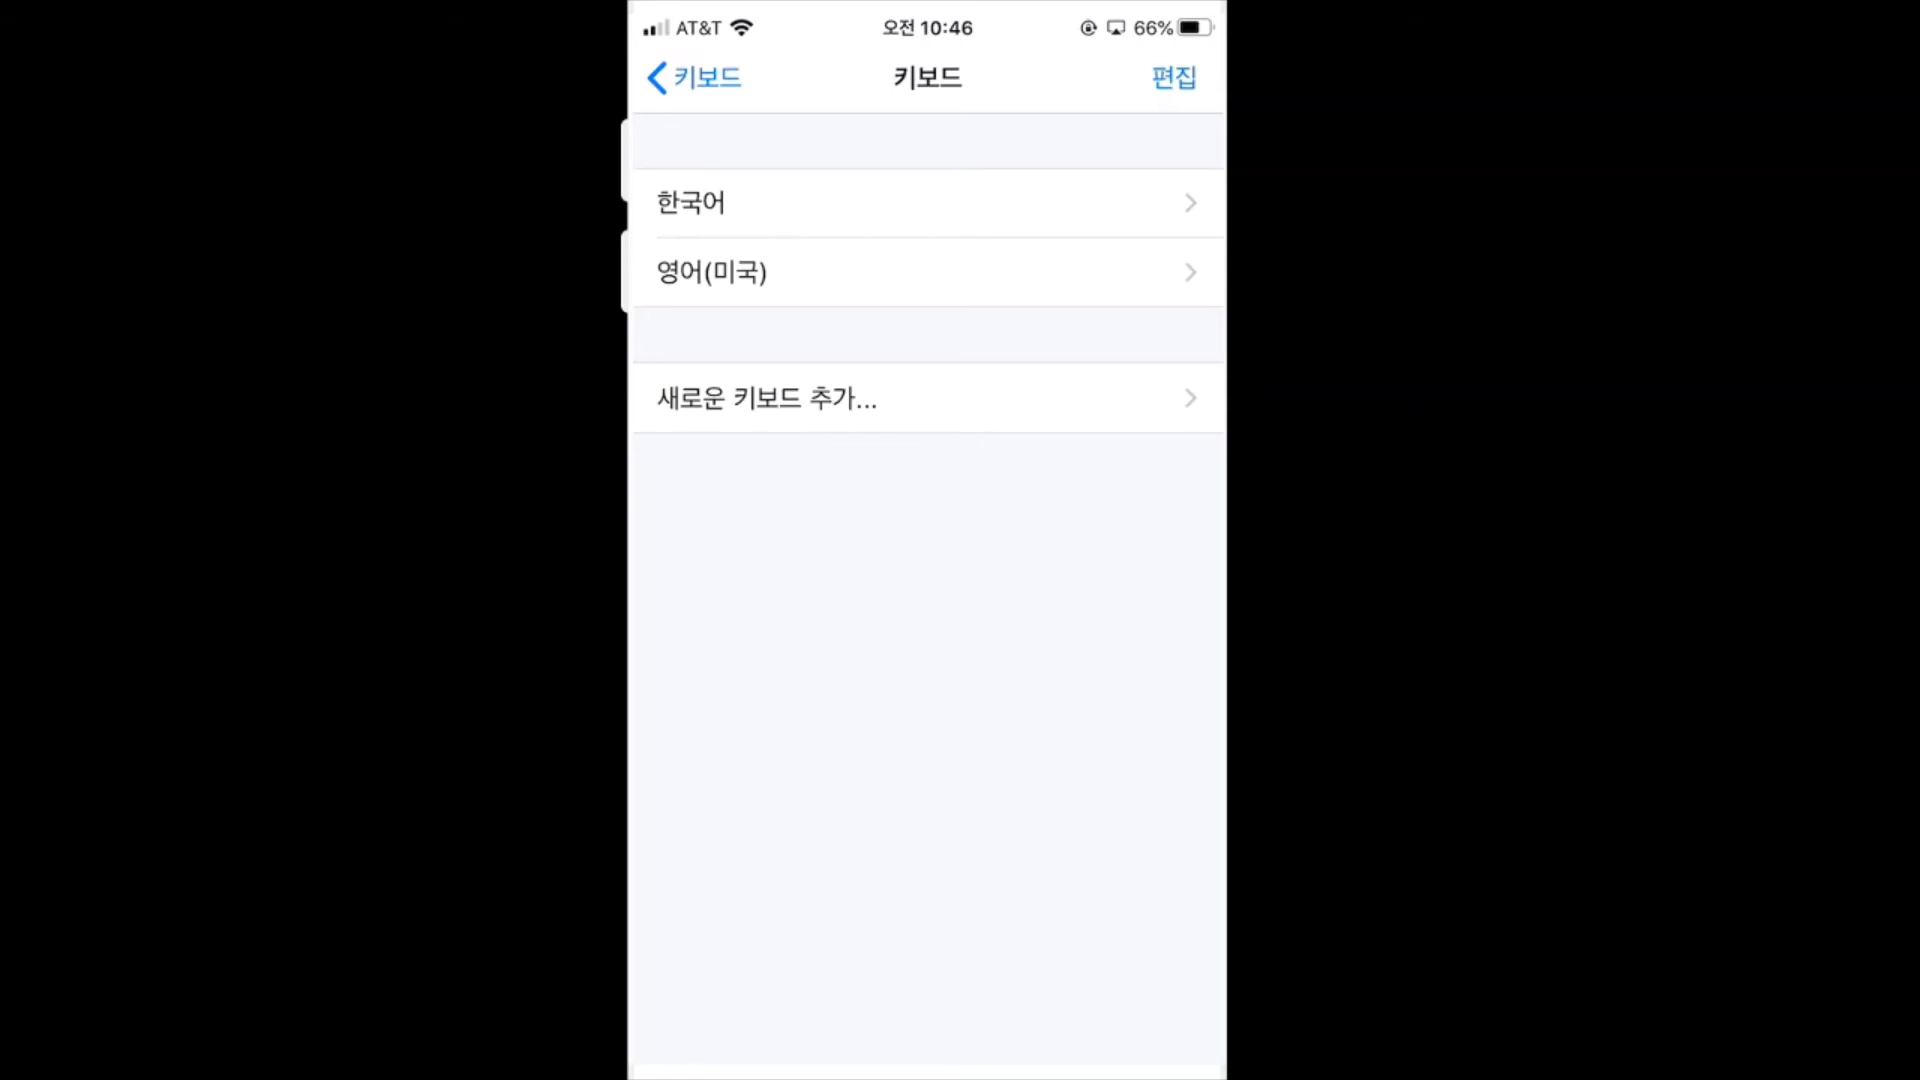 AT&T 오전 10:46 66%
키보드 키보드 편집
한국어
영어(미국)
새로운 키보드 추가...